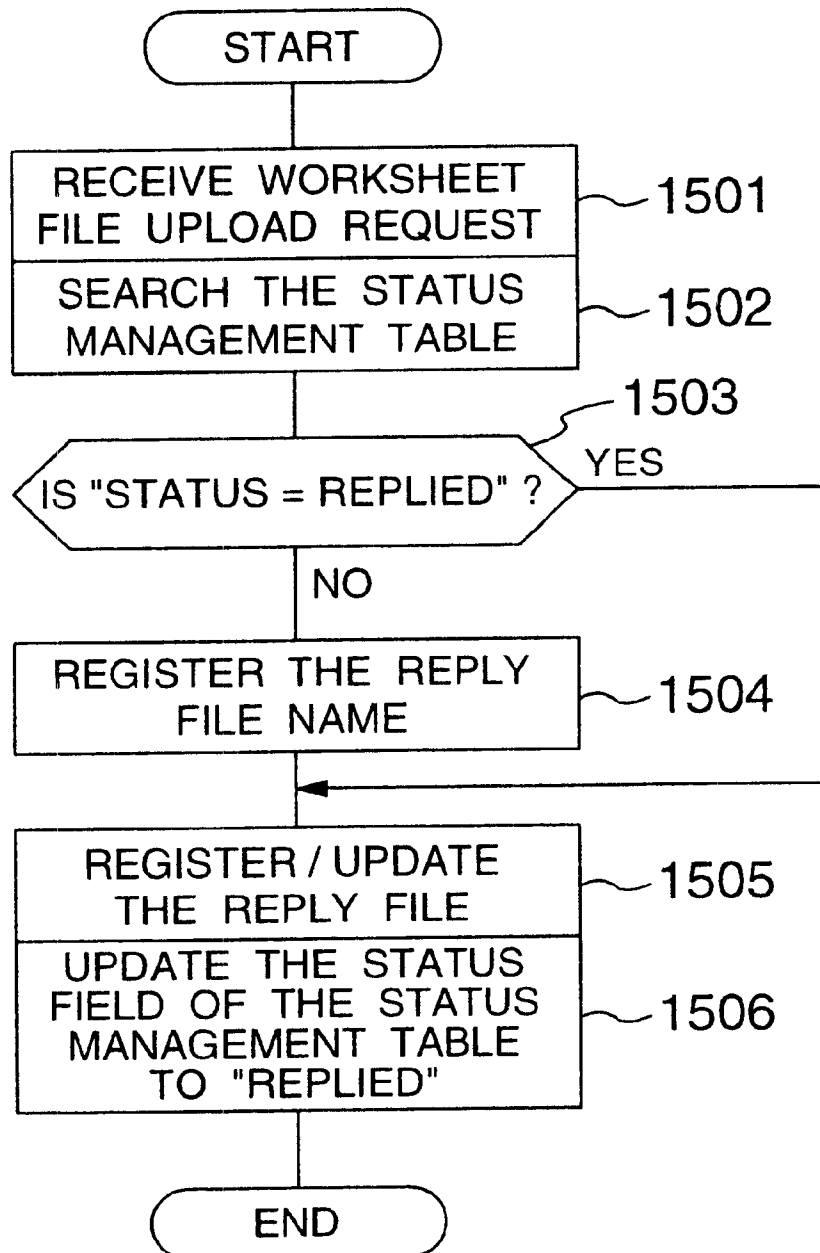 START
RECEIVE WORKSHEET
FILE UPLOAD REQUEST
1501
SEARCH THE STATUS
MANAGEMENT TABLE
1502
1503
IS "STATUS = REPLIED" ?
YES
NO
REGISTER THE REPLY
FILE NAME
1504
REGISTER / UPDATE
THE REPLY FILE
1505
UPDATE THE STATUS
FIELD OF THE STATUS
MANAGEMENT TABLE
TO "REPLIED"
1506
END